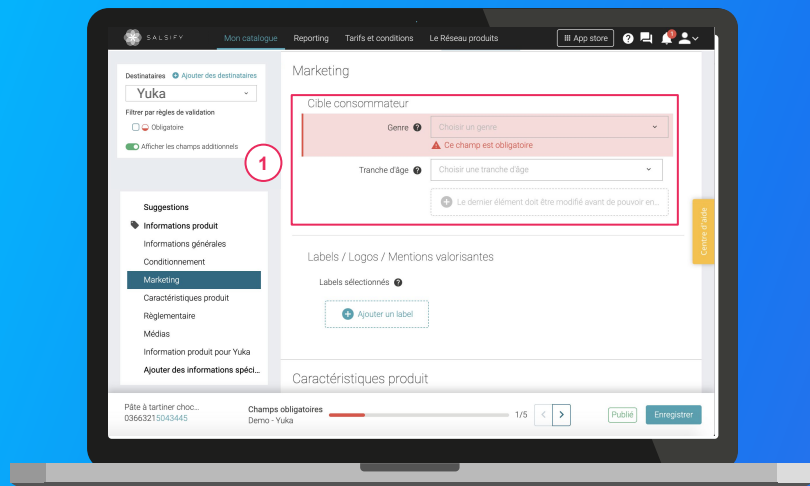 SALSIFY
Mon catalogue
Reporting
Tarifs et conditions
Le Réseau produits
App store
Destinataires
Ajouter des destinataires
Yuka
Filtrer par règles de validation
Obligatoire
Afficher les champs additionnels
Suggestions
Informations produit
Informations générales
Conditionnement
Marketing
Caractéristiques produit
Règlementaire
Médias
Information produit pour Yuka
Ajouter des informations spéci...
1
Marketing
Cible consommateur
Genre
Choisir un genre
Ce champ est obligatoire
Tranche d'âge
Choisir une tranche d'âge
Le dernier élément doit être modifié avant de pouvoir en...
Labels / Logos / Mentions valorisantes
Labels sélectionnés
Ajouter un label
Caractéristiques produit
Centre d'aide
Pâte à tartiner choc...
03663215043445
Champs obligatoires
Demo - Yuka
1/5
Publié
Enregistrer